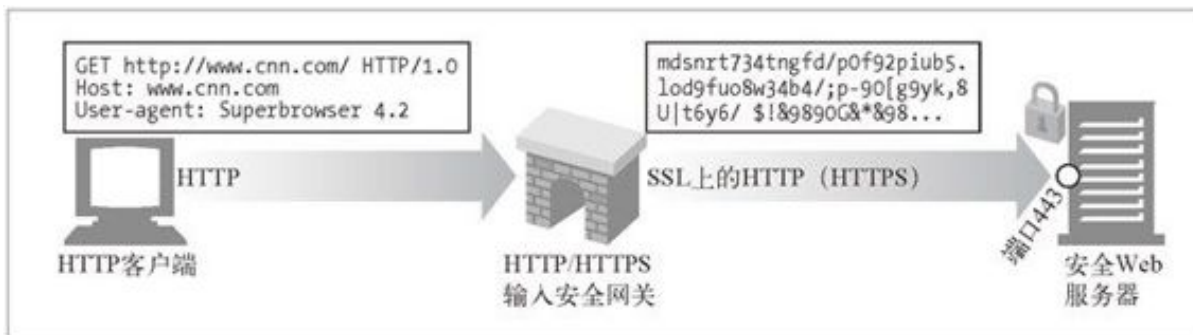 GET http://www.cnn.com/ HTTP/1.0
Host: www.cnn.com
User-agent: Superbrowser 4.2
mdsnrt734tngfd/p0f92piub5.
lod9fuo8w34b4/;p-90[g9yk,8
U|t6y6/ $!&9890G&*&98...
HTTP
SSL上的HTTP（HTTPS）
端口443
HTTP客户端
HTTP/HTTPS
输入安全网关
安全Web
服务器